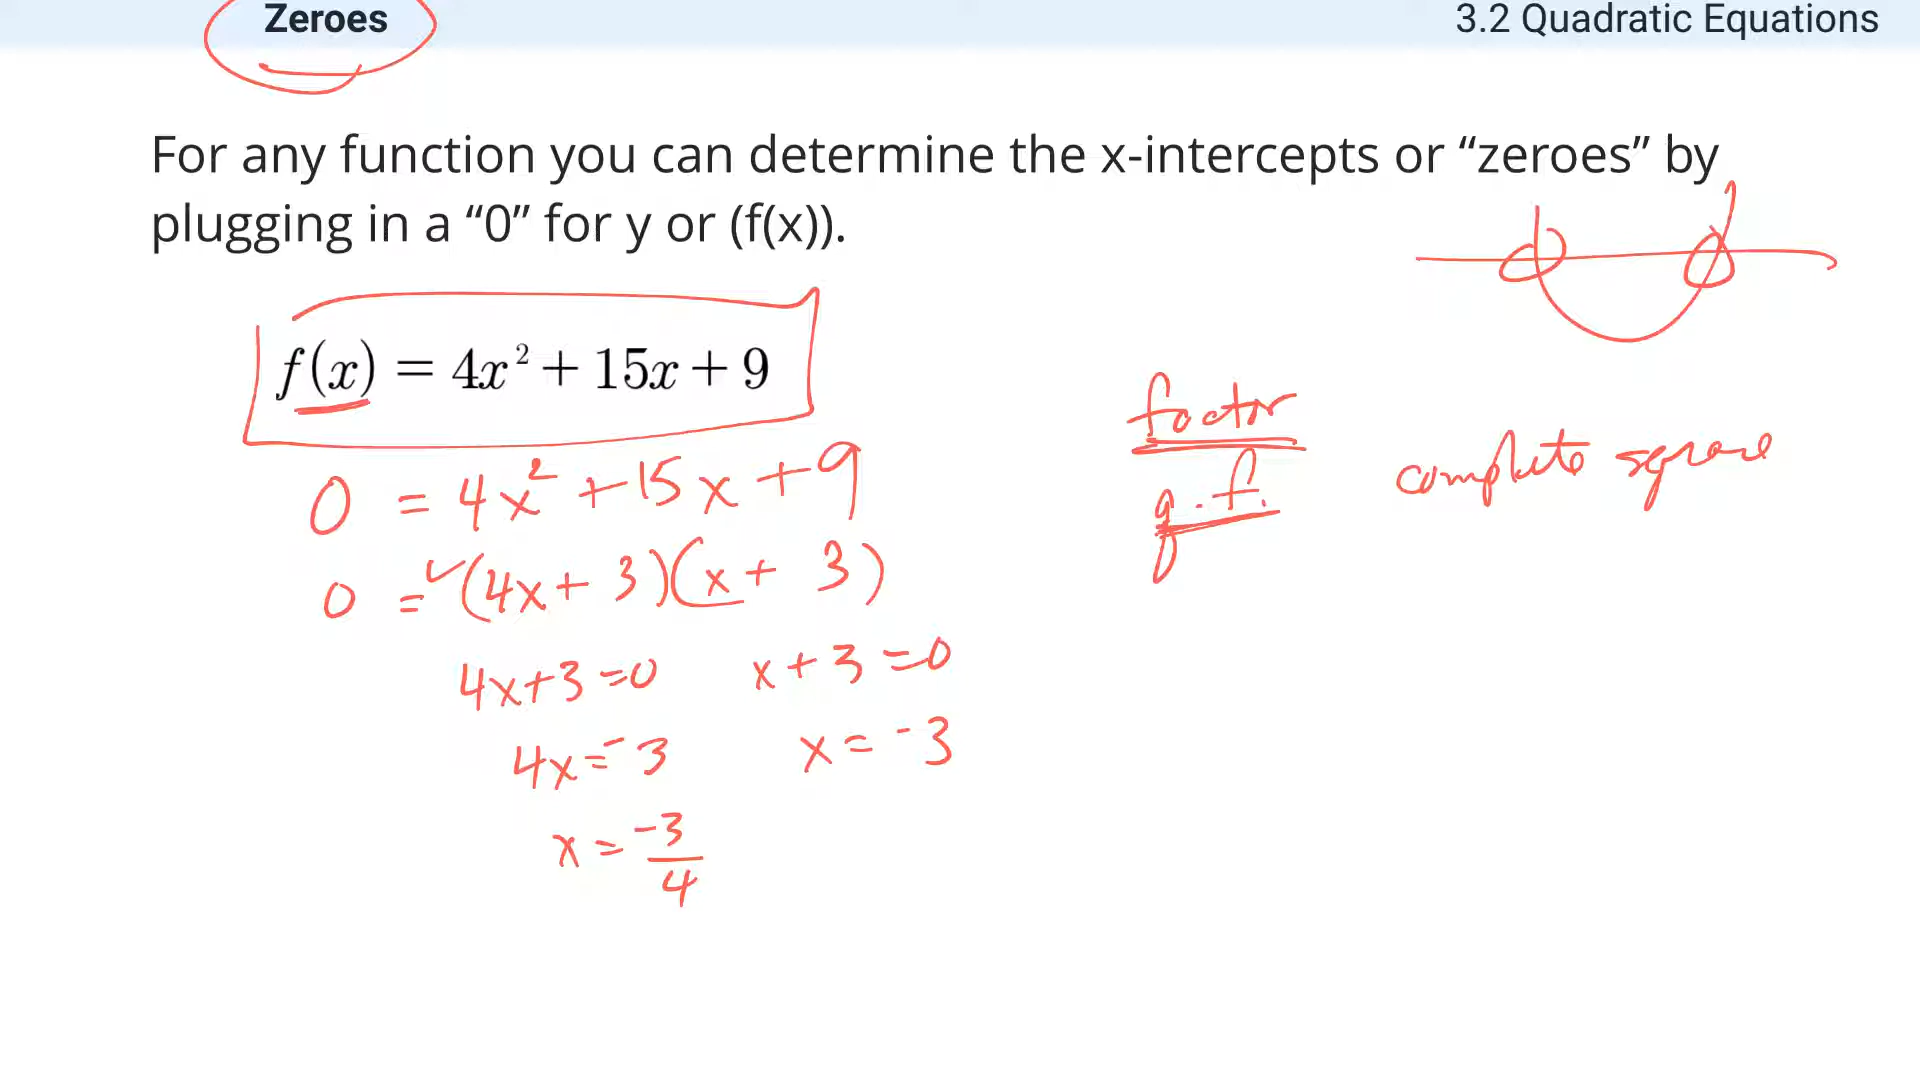 Zeroes
3.2 Quadratic Equations
For any function you can determine the x-intercepts or “zeroes” by
plugging in a “0” for y or (f(x)).
f(x) = 4x² + 15x + 9
0 = 4x² + 15x + 9
0 = (4x + 3)(x + 3)
4x+3=0 x+3=0
4x=-3 x=-3
x = -3/4
factor
q.f.
complete square